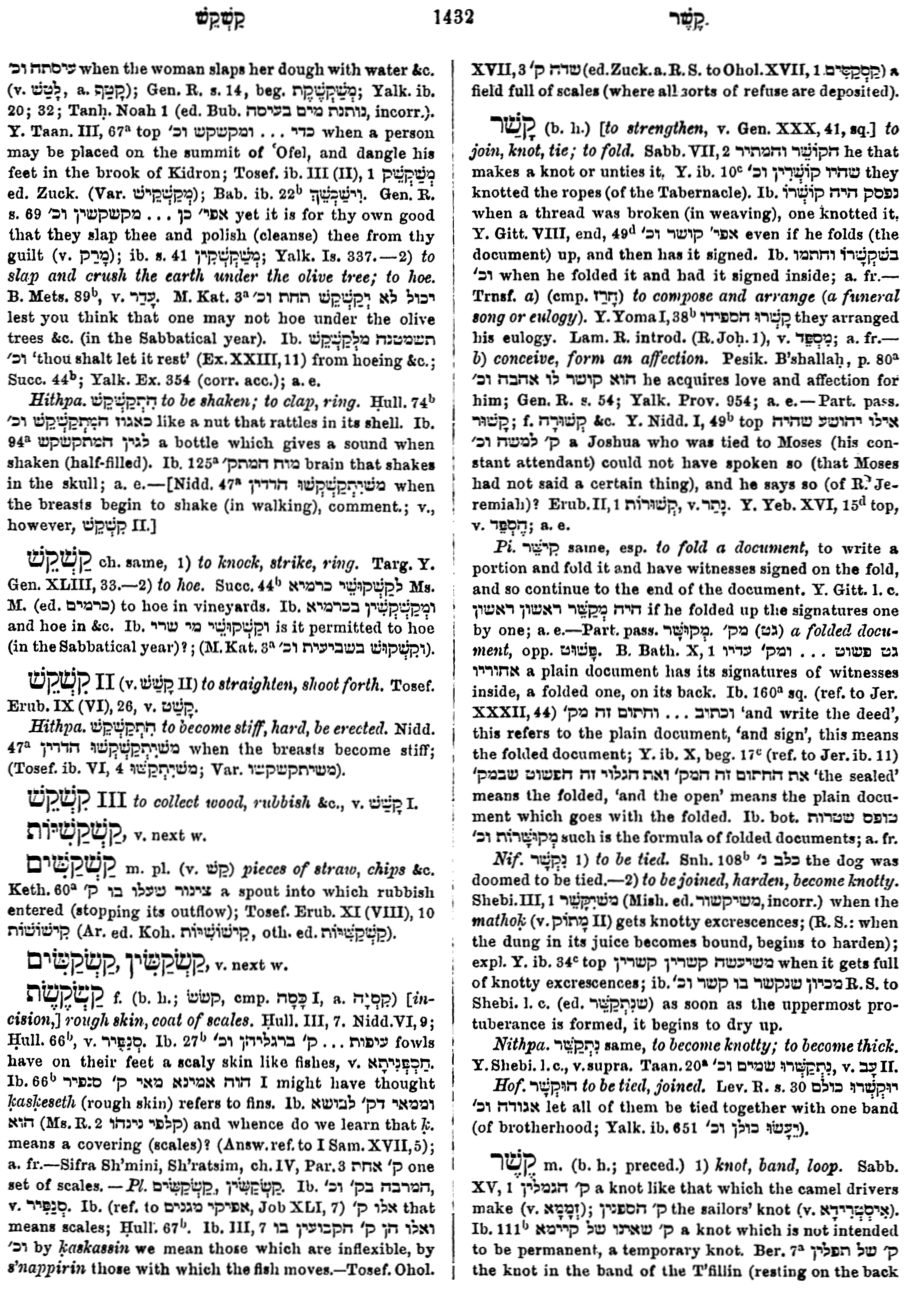 קַשְׁקֵשׁ 1432 קֶשֶׁר
עיסתה וכ׳ when the woman slaps her dough with water &c.
(v. לָטַשׁ, a. קָטַף); Gen. R. s. 14, beg. מְשַׁקְשֶׁקֶת; Yalk. ib.
20; 32; Tanḥ. Noah 1 (ed. Bub. נותנת מים בעיסה, incorr.).
Y. Taan. III, 67ᵃ top כדי ... ומקשקש וכ׳ when a person
may be placed on the summit of ʿOfel, and dangle his
feet in the brook of Kidron; Tosef. ib. III (II), 1 מְשַׁקְשֵׁק
ed. Zuck. (Var. מְקַשְׁקֵישׁ); Bab. ib. 22ᵇ וִישַׁכְשֵׁךְ. Gen. R.
s. 69 אפי׳ כן ... מקשקשין וכ׳ yet it is for thy own good
that they slap thee and polish (cleanse) thee from thy
guilt (v. מָרַק); ib. s. 41 מְשַׁקְשְׁקִין; Yalk. Is. 337.—2) to
slap and crush the earth under the olive tree; to hoe.
B. Mets. 89ᵇ, v. עָדַר. M. Kat. 3ᵃ יכול לא יְקַשְׁקֵשׁ תחת וכ׳
lest you think that one may not hoe under the olive
trees &c. (in the Sabbatical year). Ib. תשמטנה מלְקַשְׁקֵשׁ
וכ׳ ‘thou shalt let it rest’ (Ex. XXIII, 11) from hoeing &c.;
Succ. 44ᵇ; Yalk. Ex. 354 (corr. acc.); a. e.
Hithpa. הִתְקַשְׁקֵשׁ to be shaken; to clap, ring. Ḥull. 74ᵇ
כאגוז המִתְקַשְׁקֵשׁ וכ׳ like a nut that rattles in its shell. Ib.
94ᵃ לגין המתקשקש a bottle which gives a sound when
shaken (half-filled). Ib. 125ᵃ מוח המתק׳ brain that shakes
in the skull; a. e.—[Nidd. 47ᵃ משיִתְקַשְׁקְשׁוּ הדדין when
the breasts begin to shake (in walking), comment.; v.,
however, קִשְׁקֵשׁ II.]
קַשְׁקֵשׁ ch. same, 1) to knock, strike, ring. Targ. Y.
Gen. XLIII, 33.—2) to hoe. Succ. 44ᵇ לקַשְׁקוּשֵׁי כרמיא Ms.
M. (ed. כרמים) to hoe in vineyards. Ib. ומְקַשְׁקְשִׁין בכרמיא
and hoe in &c. Ib. וקַשְׁקוּשֵׁי מי שרי is it permitted to hoe
(in the Sabbatical year)?; (M. Kat. 3ᵃ וקִשְׁקוּשׁ בשביעית וכ׳).
קִשְׁקֵשׁ II (v. קָשַׁשׁ II) to straighten, shoot forth. Tosef.
Erub. IX (VI), 26, v. קָשַׁט.
Hithpa. הִתְקַשְׁקֵשׁ to become stiff, hard, be erected. Nidd.
47ᵃ משיִּתְקַשְׁקְשׁוּ הדדין when the breasts become stiff;
(Tosef. ib. VI, 4 משיִּתְקַשּׁוּ; Var. משיתקשקשו).
קִשְׁקֵשׁ III to collect wood, rubbish &c., v. קָשַׁשׁ I.
קַשְׁקַשִּׁיּוֹת, v. next w.
קַשְׁקַשִּׁים m. pl. (v. קַשׁ) pieces of straw, chips &c.
Keth. 60ᵃ צינור שעלו בו ק׳ a spout into which rubbish
entered (stopping its outflow); Tosef. Erub. XI (VIII), 10
קִישׁוֹשׁוֹת (Ar. ed. Koh. קִישׁוֹשִׁיּוֹת, oth. ed. קַשְׁקַשִּׁיּוֹת).
קַשְׂקַשִּׂים, קַשְׂקַשִּׂין, v. next w.
קַשְׂקֶשֶׂת f. (b. h.; קשש, cmp. כָּסָה I, a. קְסָיָה) [in-
cision,] rough skin, coat of scales. Ḥull. III, 7. Nidd. VI, 9;
Ḥull. 66ᵇ, v. סְנַפִּיר. Ib. 27ᵇ עופות ... ק׳ ברגליהן וכ׳ fowls
have on their feet a scaly skin like fishes, v. חַכְפִּנִיתָא.
Ib. 66ᵇ הוה אמינא מאי ק׳ סנפיר I might have thought
ḳasḳeseth (rough skin) refers to fins. Ib. וממאי דק׳ לבושא
הוא (Ms. R. 2 קלפי נינהו) and whence do we learn that ḳ.
means a covering (scales)? (Answ. ref. to I Sam. XVII, 5);
a. fr.—Sifra Sh’mini, Sh’ratsim, ch. IV, Par. 3 ק׳ אחת one
set of scales. — Pl. קַשְׂקַשִּׂים, קַשְׂקַשִּׂין. Ib. המרבה בק׳ וכ׳,
v. סְנַפִּיר. Ib. (ref. to אפיקי מגנים, Job XLI, 7) אלו ק׳ that
means scales; Ḥull. 67ᵇ. Ib. III, 7 ואלו הן ק׳ הקבועין בו
וכ׳ by ḳasḳassin we mean those which are inflexible, by
s’nappirin those with which the fish moves.—Tosef. Ohol.
XVII, 3 שדה ק׳ (ed. Zuck. a. R. S. to Ohol. XVII, 1 קַסְקַסִּים) a
field full of scales (where all sorts of refuse are deposited).
קָשַׁר (b. h.) [to strengthen, v. Gen. XXX, 41, sq.] to
join, knot, tie; to fold. Sabb. VII, 2 הקושר והמתיר he that
makes a knot or unties it. Y. ib. 10ᶜ שהיו קוֹשְׁרִין וכ׳ they
knotted the ropes (of the Tabernacle). Ib. נפסק היה קוֹשְׁרוֹ
when a thread was broken (in weaving), one knotted it.
Y. Gitt. VIII, end, 49ᵈ אפי׳ קושר וכ׳ even if he folds (the
document) up, and then has it signed. Ib. בשקְשָׁרוֹ וחתמו
וכ׳ when he folded it and had it signed inside; a. fr.—
Trnsf. a) (cmp. חָרַז) to compose and arrange (a funeral
song or eulogy). Y. Yoma I, 38ᵇ קָשְׁרוּ הספידו they arranged
his eulogy. Lam. R. introd. (R. Joḥ. 1), v. מִסְפֵּד; a. fr.—
b) conceive, form an affection. Pesik. B’shallaḥ, p. 80ᵃ
הוא קושר לו אהבה וכ׳ he acquires love and affection for
him; Gen. R. s. 54; Yalk. Prov. 954; a. e.—Part. pass.
קָשׁוּר; f. קְשׁוּרָה &c. Y. Nidd. I, 49ᵇ top אילו יהושע שהיה
ק׳ למשה וכ׳ a Joshua who was tied to Moses (his con-
stant attendant) could not have spoken so (that Moses
had not said a certain thing), and he says so (of R. Je-
remiah)? Erub. II, 1 קְשׁוּרוֹת, v. נָתַר. Y. Yeb. XVI, 15ᵈ top,
v. הֶסְפֵּד; a. e.
Pi. קִישֵּׁר same, esp. to fold a document, to write a
portion and fold it and have witnesses signed on the fold,
and so continue to the end of the document. Y. Gitt. l. c.
היה מְקַשֵּׁר ראשון ראשון if he folded up the signatures one
by one; a. e.—Part. pass. מְקוּשָּׁר. מק׳ (גט) a folded docu-
ment, opp. פָּשׁוּט. B. Bath. X, 1 גט פשוט ... ומק׳ עדיו
אחוריו a plain document has its signatures of witnesses
inside, a folded one, on its back. Ib. 160ᵃ sq. (ref. to Jer.
XXXII, 44) וכתוב ... וחתום זה מק׳ ‘and write the deed’,
this refers to the plain document, ‘and sign’, this means
the folded document; Y. ib. X, beg. 17ᶜ (ref. to Jer. ib. 11)
את החתום זה המק׳ ואת הגלוי זה הפשוט שבמק׳ ‘the sealed’
means the folded, ‘and the open’ means the plain docu-
ment which goes with the folded. Ib. bot. טופס שטרות
מְקוּשָּׁרוֹת וכ׳ such is the formula of folded documents; a. fr.
Nif. נִקְשַׁר 1) to be tied. Snh. 108ᵇ כלב נ׳ the dog was
doomed to be tied.—2) to be joined, harden, become knotty.
Shebi. III, 1 משיִּקָּשֵׁר (Mish. ed. משיקשור, incorr.) when the
mathoḳ (v. מָתוֹק II) gets knotty excrescences; (R. S.: when
the dung in its juice becomes bound, begins to harden);
expl. Y. ib. 34ᶜ top משיעשה קשרין קשרין when it gets full
of knotty excrescences; ib. מכיון שנקשר בו קשר וכ׳ R. S. to
Shebi. l. c. (ed. שנִתְקַשֵּׁר) as soon as the uppermost pro-
tuberance is formed, it begins to dry up.
Nithpa. נִתְקַשֵּׁר same, to become knotty; to become thick.
Y. Shebi. l. c., v. supra. Taan. 20ᵃ נִתְקַשְּׁרוּ שמים וכ׳, v. עָב II.
Hof. הוּקְשַׁר to be tied, joined. Lev. R. s. 30 יוּקְשְׁרוּ כולם
אגודה וכ׳ let all of them be tied together with one band
(of brotherhood; Yalk. ib. 651 יֵעָשׂוּ כולן וכ׳).
קֶשֶׁר m. (b. h.; preced.) 1) knot, band, loop. Sabb.
XV, 1 ק׳ הגמלין a knot like that which the camel drivers
make (v. זְמָמָא); ק׳ הספנין the sailors’ knot (v. אִיסְטְרִידָא).
Ib. 111ᵇ ק׳ שאינו של קיימא a knot which is not intended
to be permanent, a temporary knot. Ber. 7ᵃ ק׳ של תפלין
the knot in the band of the T’fillin (resting on the back